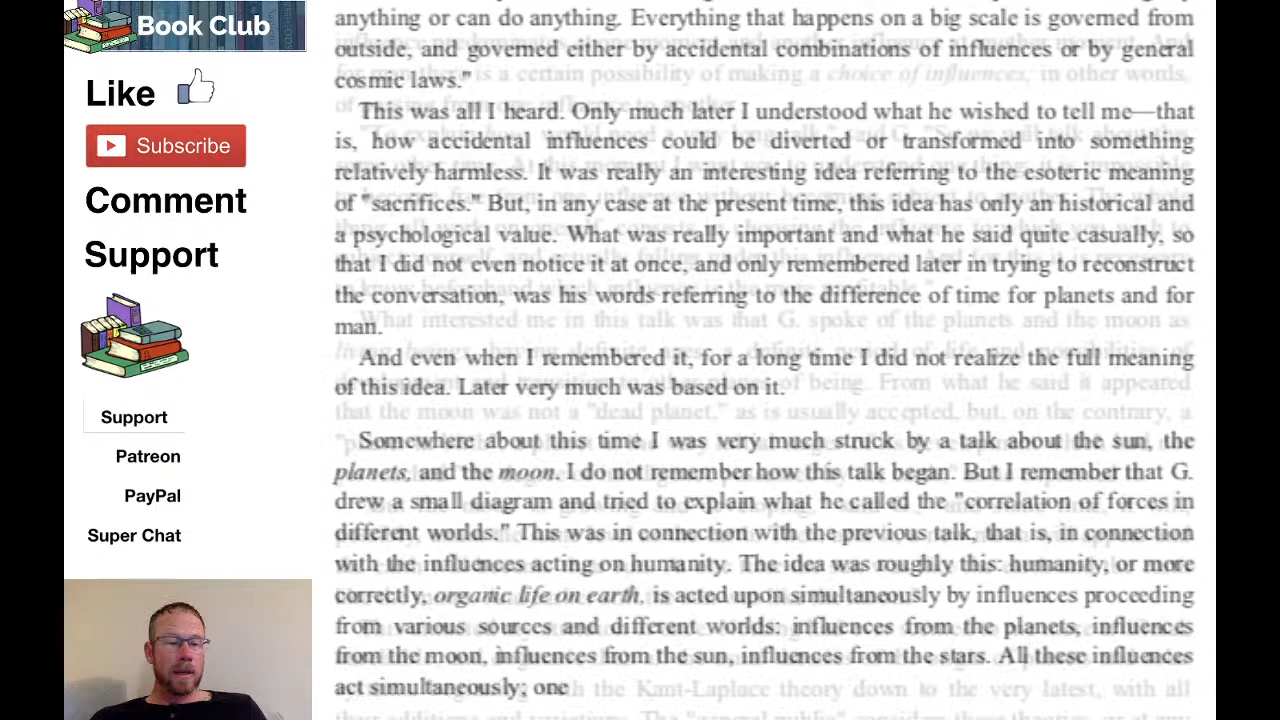 Book Club
Like
Subscribe
Comment
Support
Support
Patreon
PayPal
Super Chat
anything or can do anything. Everything that happens on a big scale is governed from
outside, and governed either by accidental combinations of influences or by general
cosmic laws."
This was all I heard. Only much later I understood what he wished to tell me—that
is, how accidental influences could be diverted or transformed into something
relatively harmless. It was really an interesting idea referring to the esoteric meaning
of "sacrifices." But, in any case at the present time, this idea has only an historical and
a psychological value. What was really important and what he said quite casually, so
that I did not even notice it at once, and only remembered later in trying to reconstruct
the conversation, was his words referring to the difference of time for planets and for
man.
And even when I remembered it, for a long time I did not realize the full meaning
of this idea. Later very much was based on it.
Somewhere about this time I was very much struck by a talk about the sun, the
planets, and the moon. I do not remember how this talk began. But I remember that G.
drew a small diagram and tried to explain what he called the "correlation of forces in
different worlds." This was in connection with the previous talk, that is, in connection
with the influences acting on humanity. The idea was roughly this: humanity, or more
correctly, organic life on earth, is acted upon simultaneously by influences proceeding
from various sources and different worlds: influences from the planets, influences
from the moon, influences from the sun, influences from the stars. All these influences
act simultaneously; one